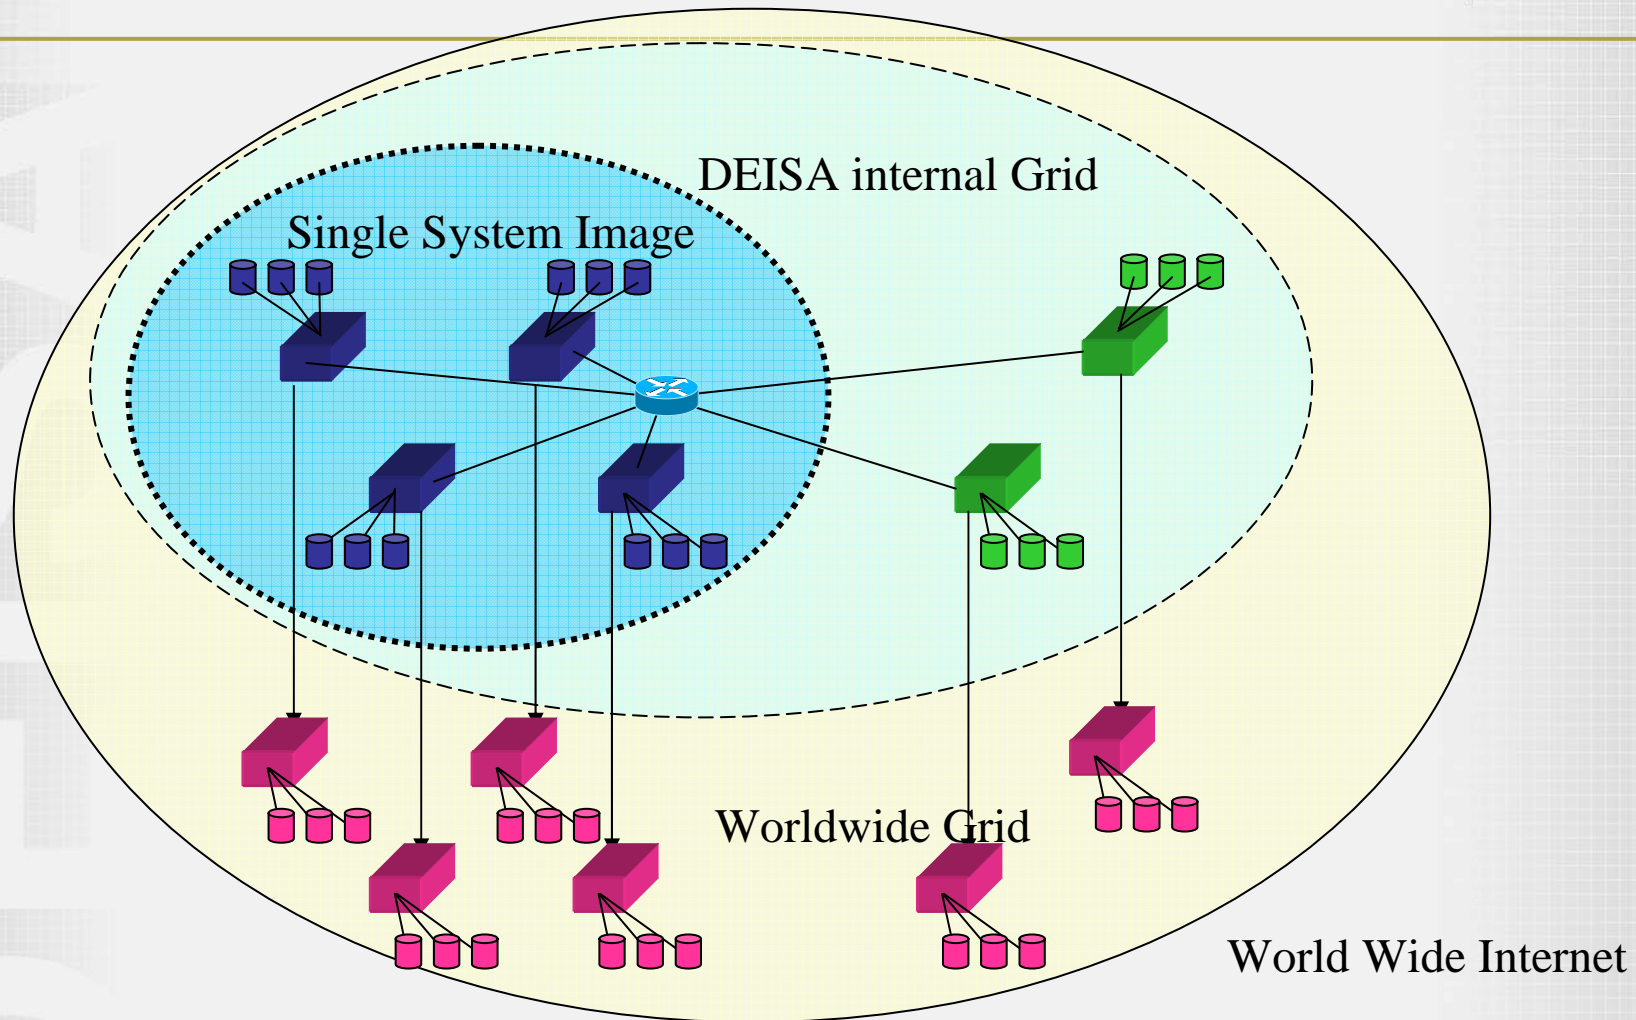 DEISA internal Grid
Single System Image
Worldwide Grid
World Wide Internet